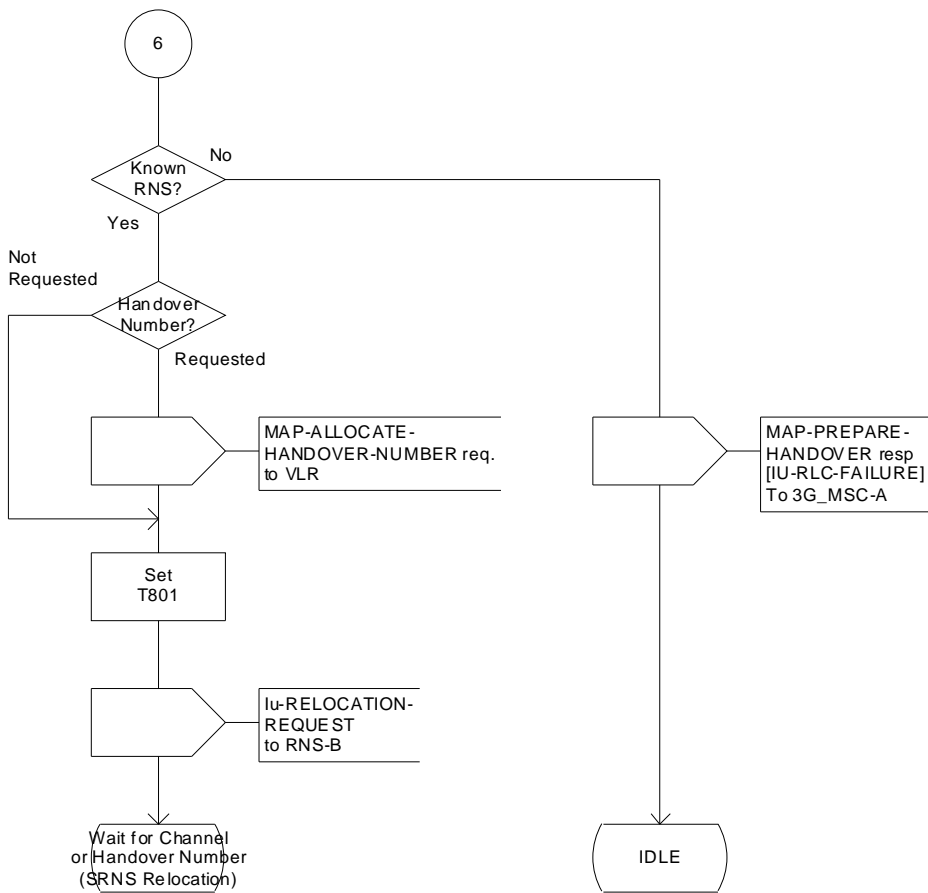 6
No
Known
RNS?
Yes
Not
Requested
Handover
Number?
Requested
MAP-ALLOCATE-
HANDOVER-NUMBER req.
to VLR
MAP-PREPARE-
HANDOVER resp
[IU-RLC-FAILURE]
To 3G_MSC-A
Set
T801
Iu-RELOCATION-
REQUEST
to RNS-B
Wait for Channel
or Handover Number
(SRNS Relocation)
IDLE